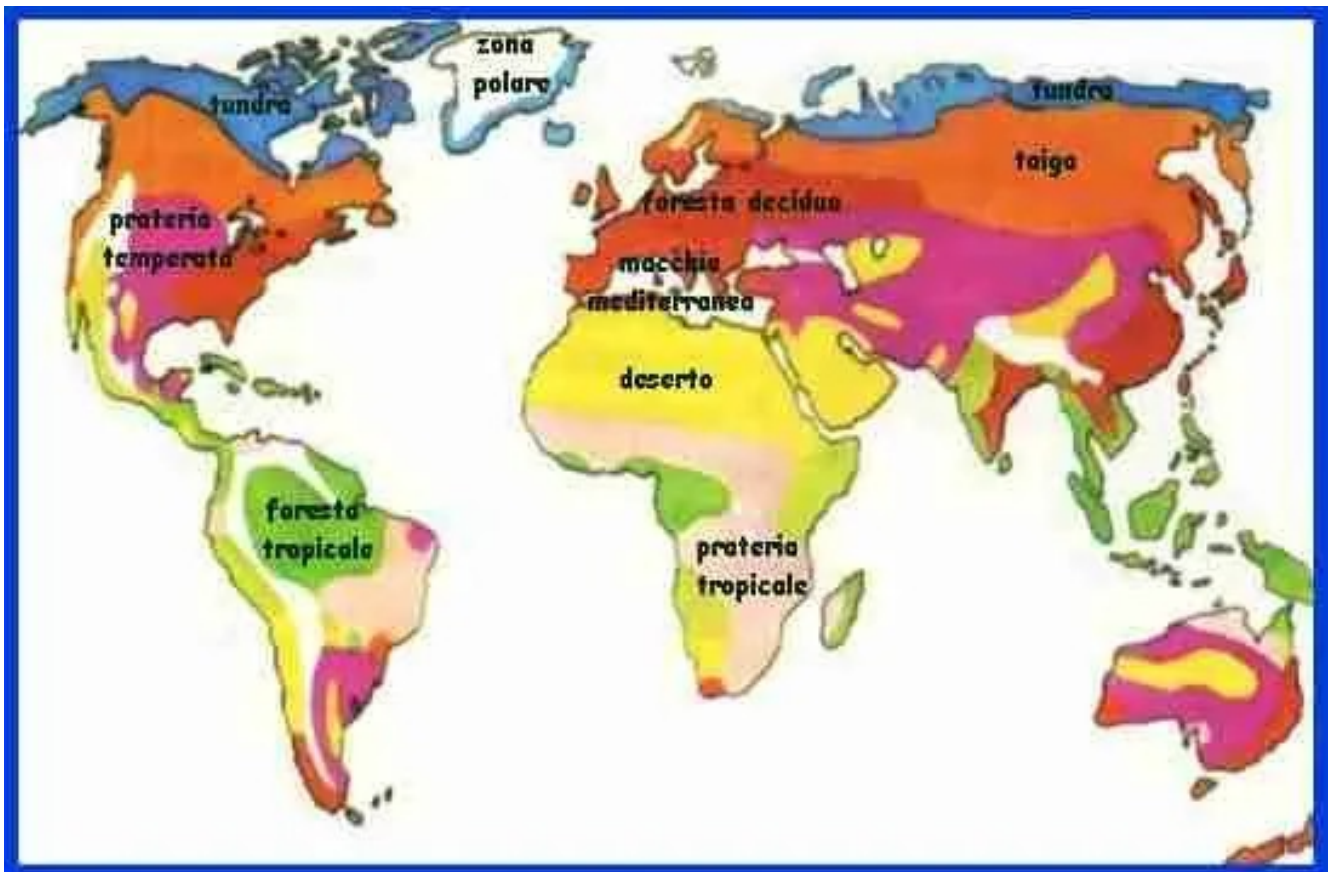 zona
polare
tundra
tundra
taiga
prateria
temperata
foresta decidua
macchia
mediterranea
deserto
foresta
tropicale
prateria
tropicale